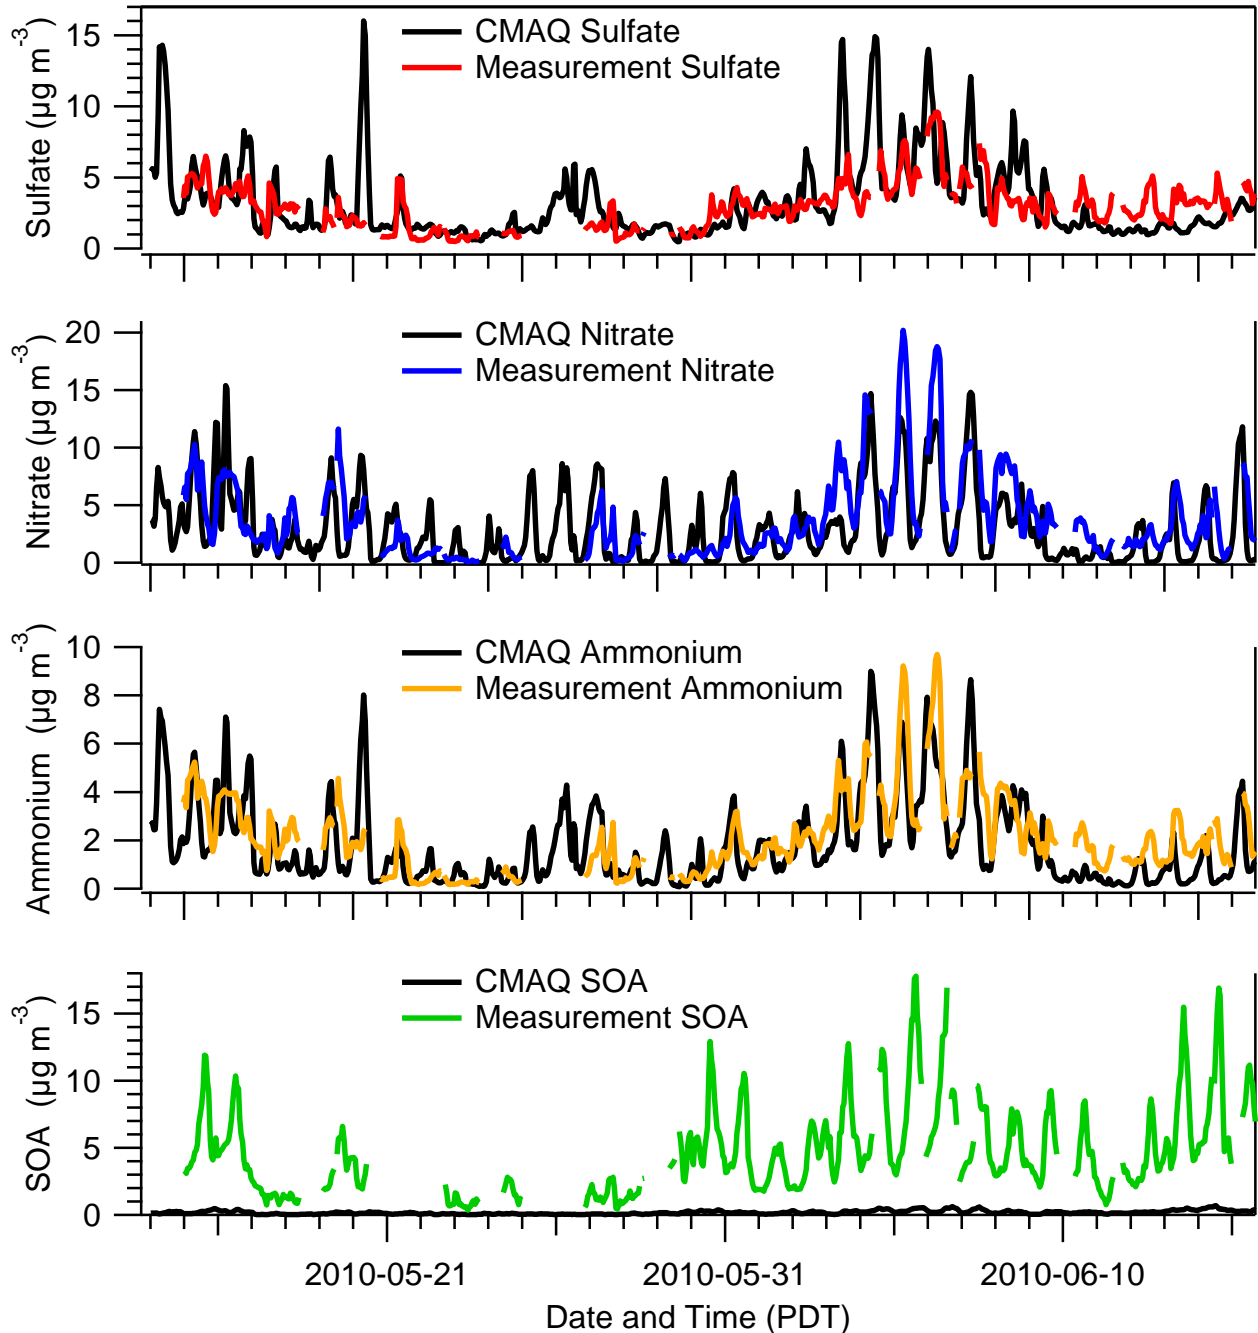 CMAQ Sulfate
Measurement Sulfate
Sulfate (µg m⁻³)
15
10
5
0
CMAQ Nitrate
Measurement Nitrate
Nitrate (µg m⁻³)
20
15
10
5
0
CMAQ Ammonium
Measurement Ammonium
Ammonium (µg m⁻³)
10
8
6
4
2
0
CMAQ SOA
Measurement SOA
SOA (µg m⁻³)
15
10
5
0
2010-05-21 2010-05-31 2010-06-10
Date and Time (PDT)